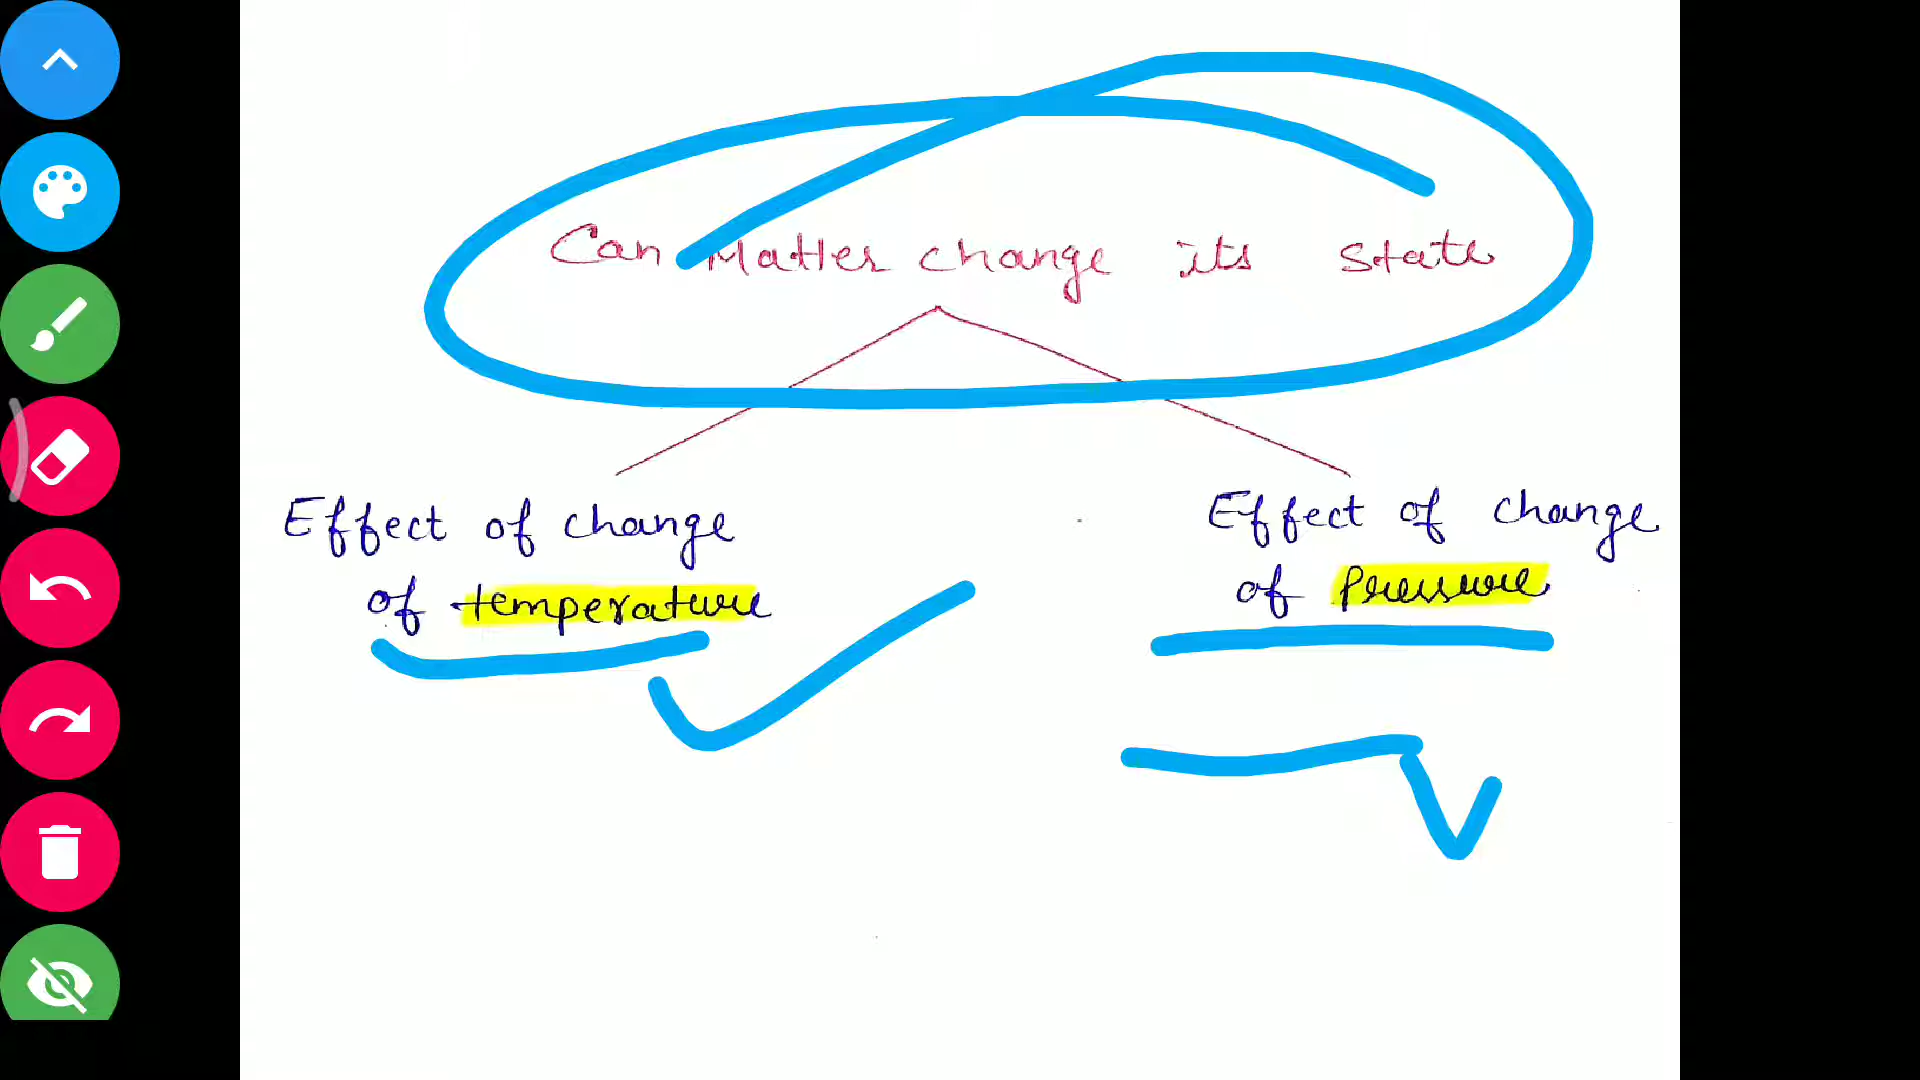 Can Matter change its state
Effect of change
of temperature
Effect of change
of Pressure